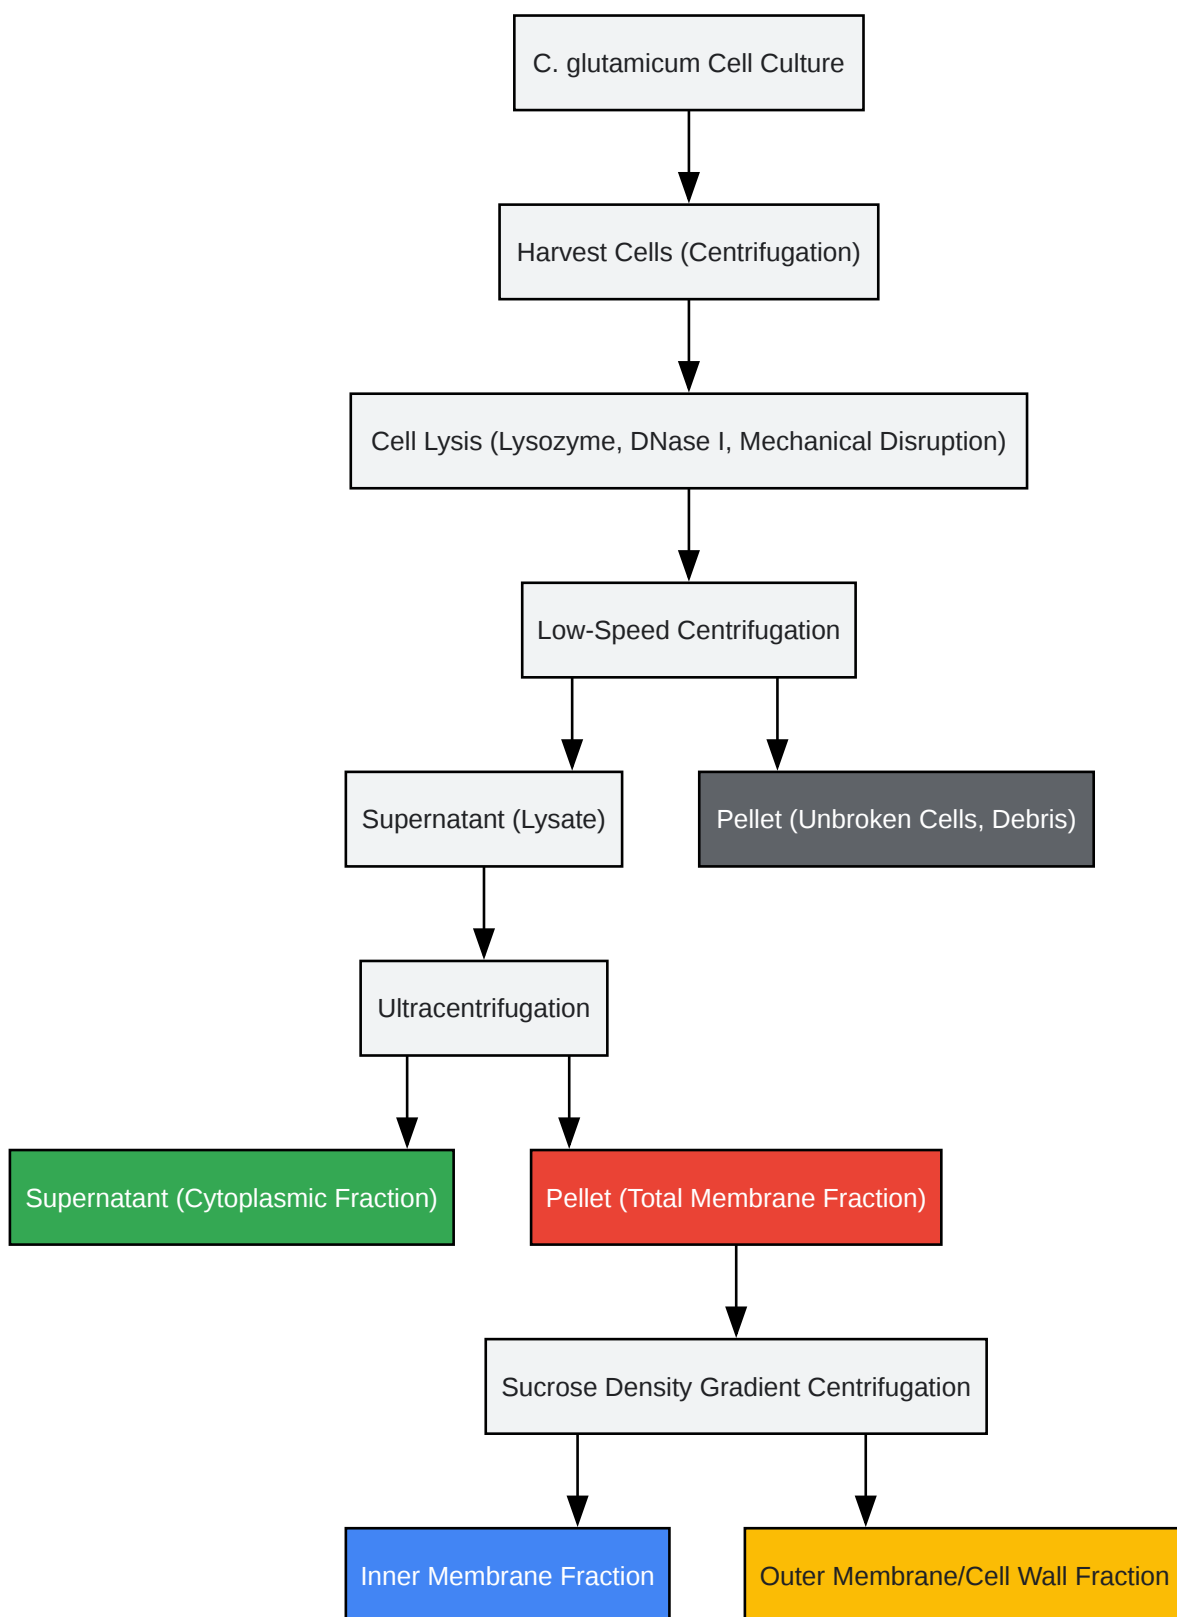 C. glutamicum Cell Culture
Harvest Cells (Centrifugation)
Cell Lysis (Lysozyme, DNase I, Mechanical Disruption)
Low-Speed Centrifugation
Supernatant (Lysate)
Pellet (Unbroken Cells, Debris)
Ultracentrifugation
Supernatant (Cytoplasmic Fraction)
Pellet (Total Membrane Fraction)
Sucrose Density Gradient Centrifugation
Inner Membrane Fraction
Outer Membrane/Cell Wall Fraction